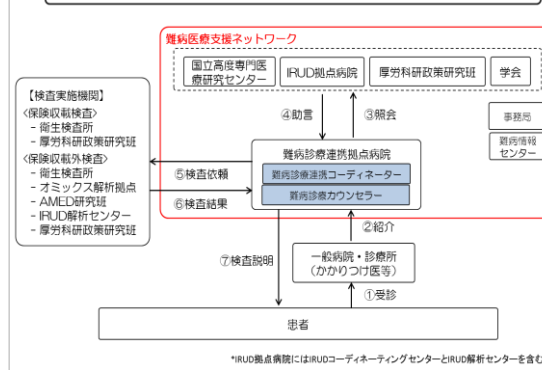 難病医療支援ネットワーク
国立高度専門医
療研究センター
IRUD拠点病院
厚労科研政策研究班
学会
【検査実施機関】
<保険収載検査>
- 衛生検査所
- 厚労科研政策研究班
<保険収載外検査>
- 衛生検査所
- オミックス解析拠点
- AMED研究班
- IRUD解析センター
- 厚労科研政策研究班
④助言
③照会
事務局
難病情報
センター
難病診療連携拠点病院
難病診療連携コーディネーター
難病診療カウンセラー
⑤検査依頼
⑥検査結果
②紹介
⑦検査説明
一般病院・診療所
(かかりつけ医等)
①受診
患者
*IRUD拠点病院にはIRUDコーディネーティングセンターとIRUD解析センターを含む